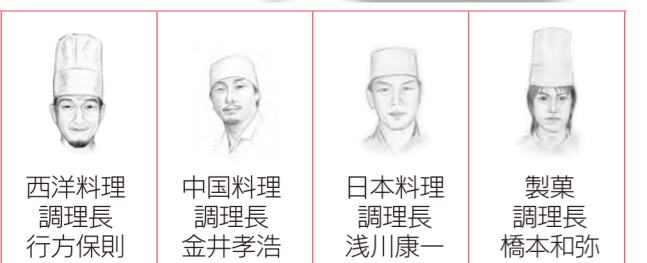 西洋料理
調理長
行方保則
中国料理
調理長
金井孝浩
日本料理
調理長
浅川康一
製菓
調理長
橋本和弥